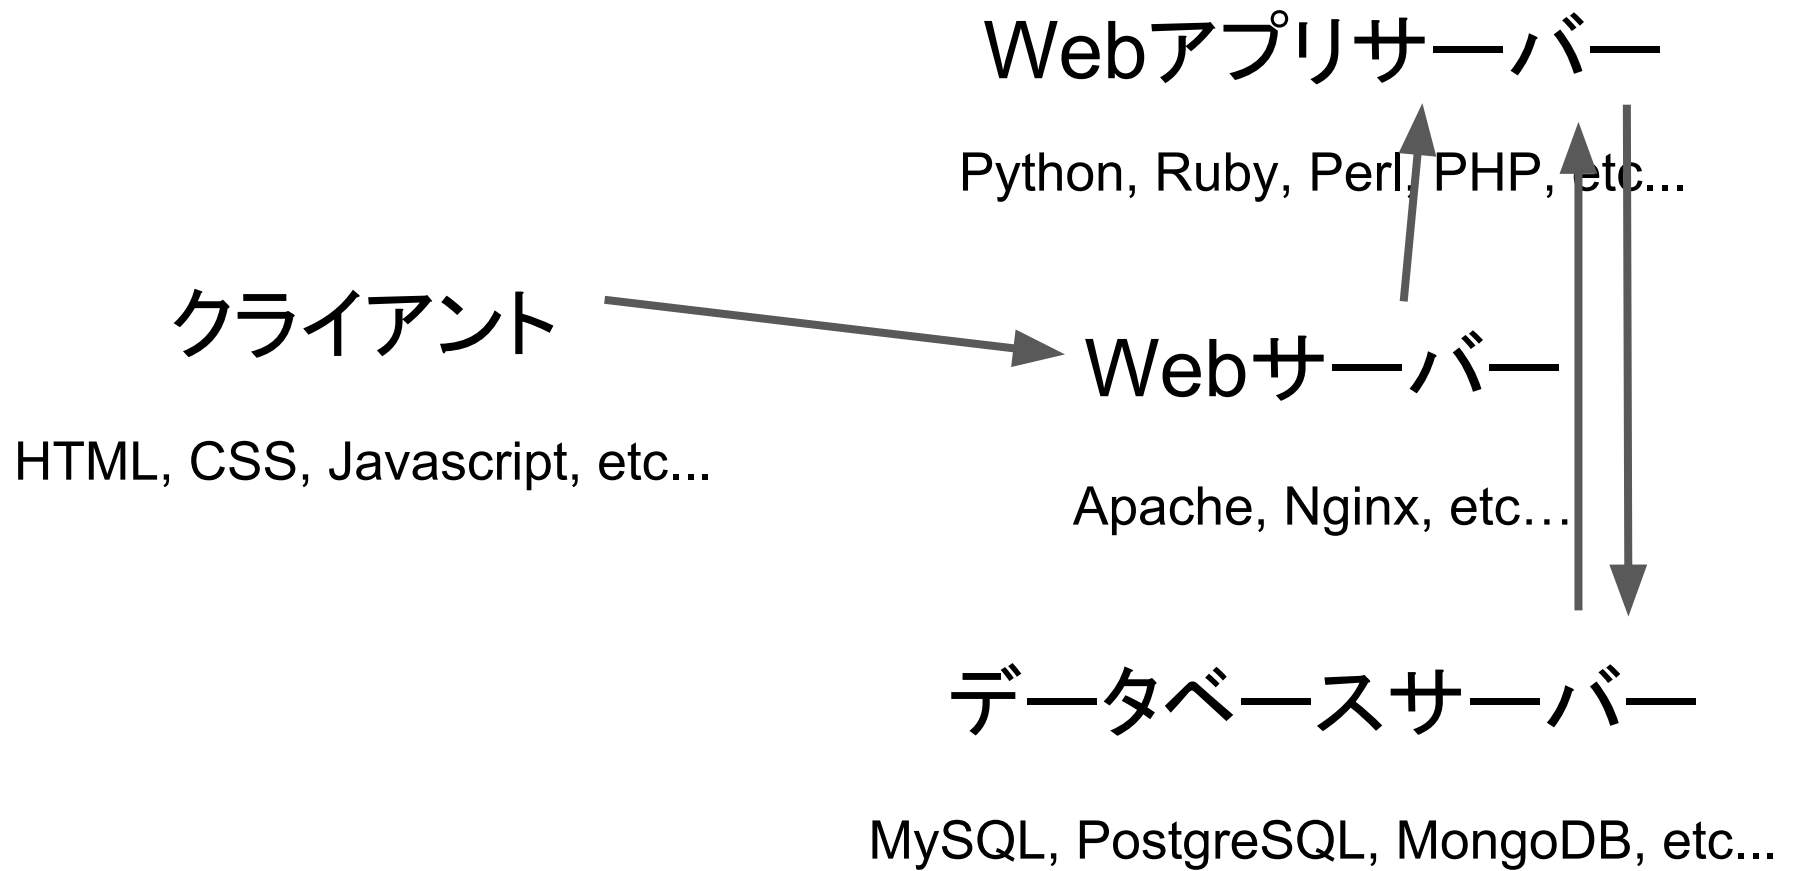 Webアプリサーバー
Python, Ruby, Perl, PHP, etc...
クライアント
HTML, CSS, Javascript, etc...
Webサーバー
Apache, Nginx, etc…
データベースサーバー
MySQL, PostgreSQL, MongoDB, etc...